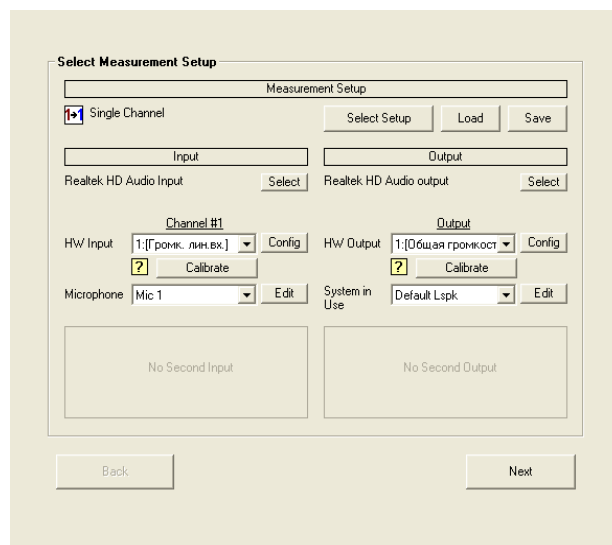 Select Measurement Setup
Measurement Setup
1→1 Single Channel
Select Setup Load Save
Input
Output
Realtek HD Audio Input Select
Realtek HD Audio output Select
Channel #1
Output
HW Input 1:[Громк. лин.вх.] Config
HW Output 1:[Общая громкост Config
? Calibrate
? Calibrate
Microphone Mic 1 Edit
System in
Use Default Lspk Edit
No Second Input
No Second Output
Back
Next